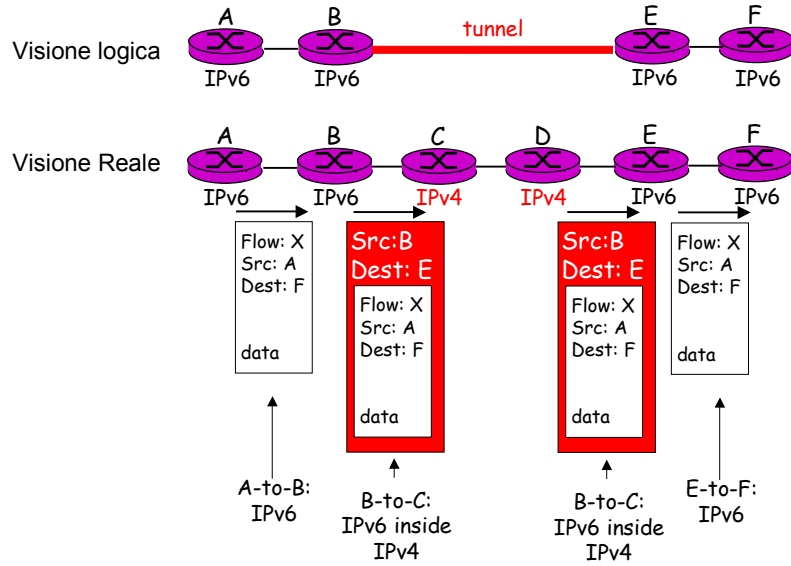 A B E F
tunnel
Visione logica
IPv6 IPv6 IPv6 IPv6
A B C D E F
Visione Reale
IPv6 IPv6 IPv4 IPv4 IPv6 IPv6
Flow: X
Src: A
Dest: F
data
Src:B
Dest: E
Flow: X
Src: A
Dest: F
data
Src:B
Dest: E
Flow: X
Src: A
Dest: F
data
Flow: X
Src: A
Dest: F
data
A-to-B:
IPv6
B-to-C:
IPv6 inside
IPv4
B-to-C:
IPv6 inside
IPv4
E-to-F:
IPv6